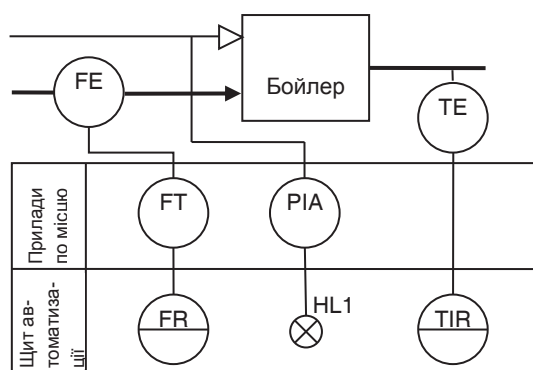 FE
Бойлер
TE
Прилади
по місцю
FT
PIA
Щит ав-
томатиза-
ції
FR
HL1
TIR